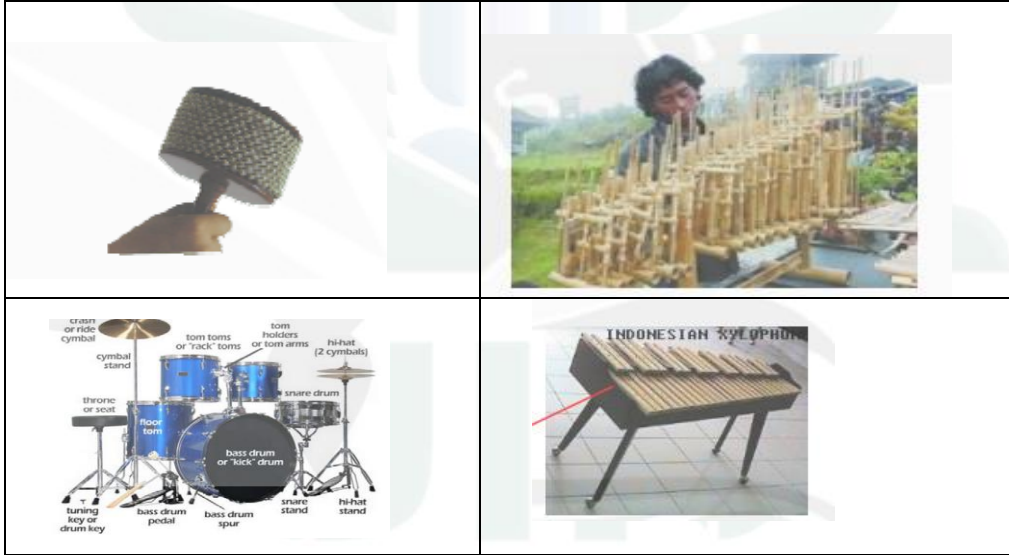 crash
or ride
cymbal
cymbal
stand
throne
or seat
tom toms
or "rack" toms
tom
holders
or tom arms
hi-hat
(2 cymbals)
snare drum
floor
tom
bass drum
or "kick" drum
tuning
key or
drum key
bass drum
pedal
bass drum
spur
snare
stand
hi-hat
stand
INDONESIAN XYLOPHON